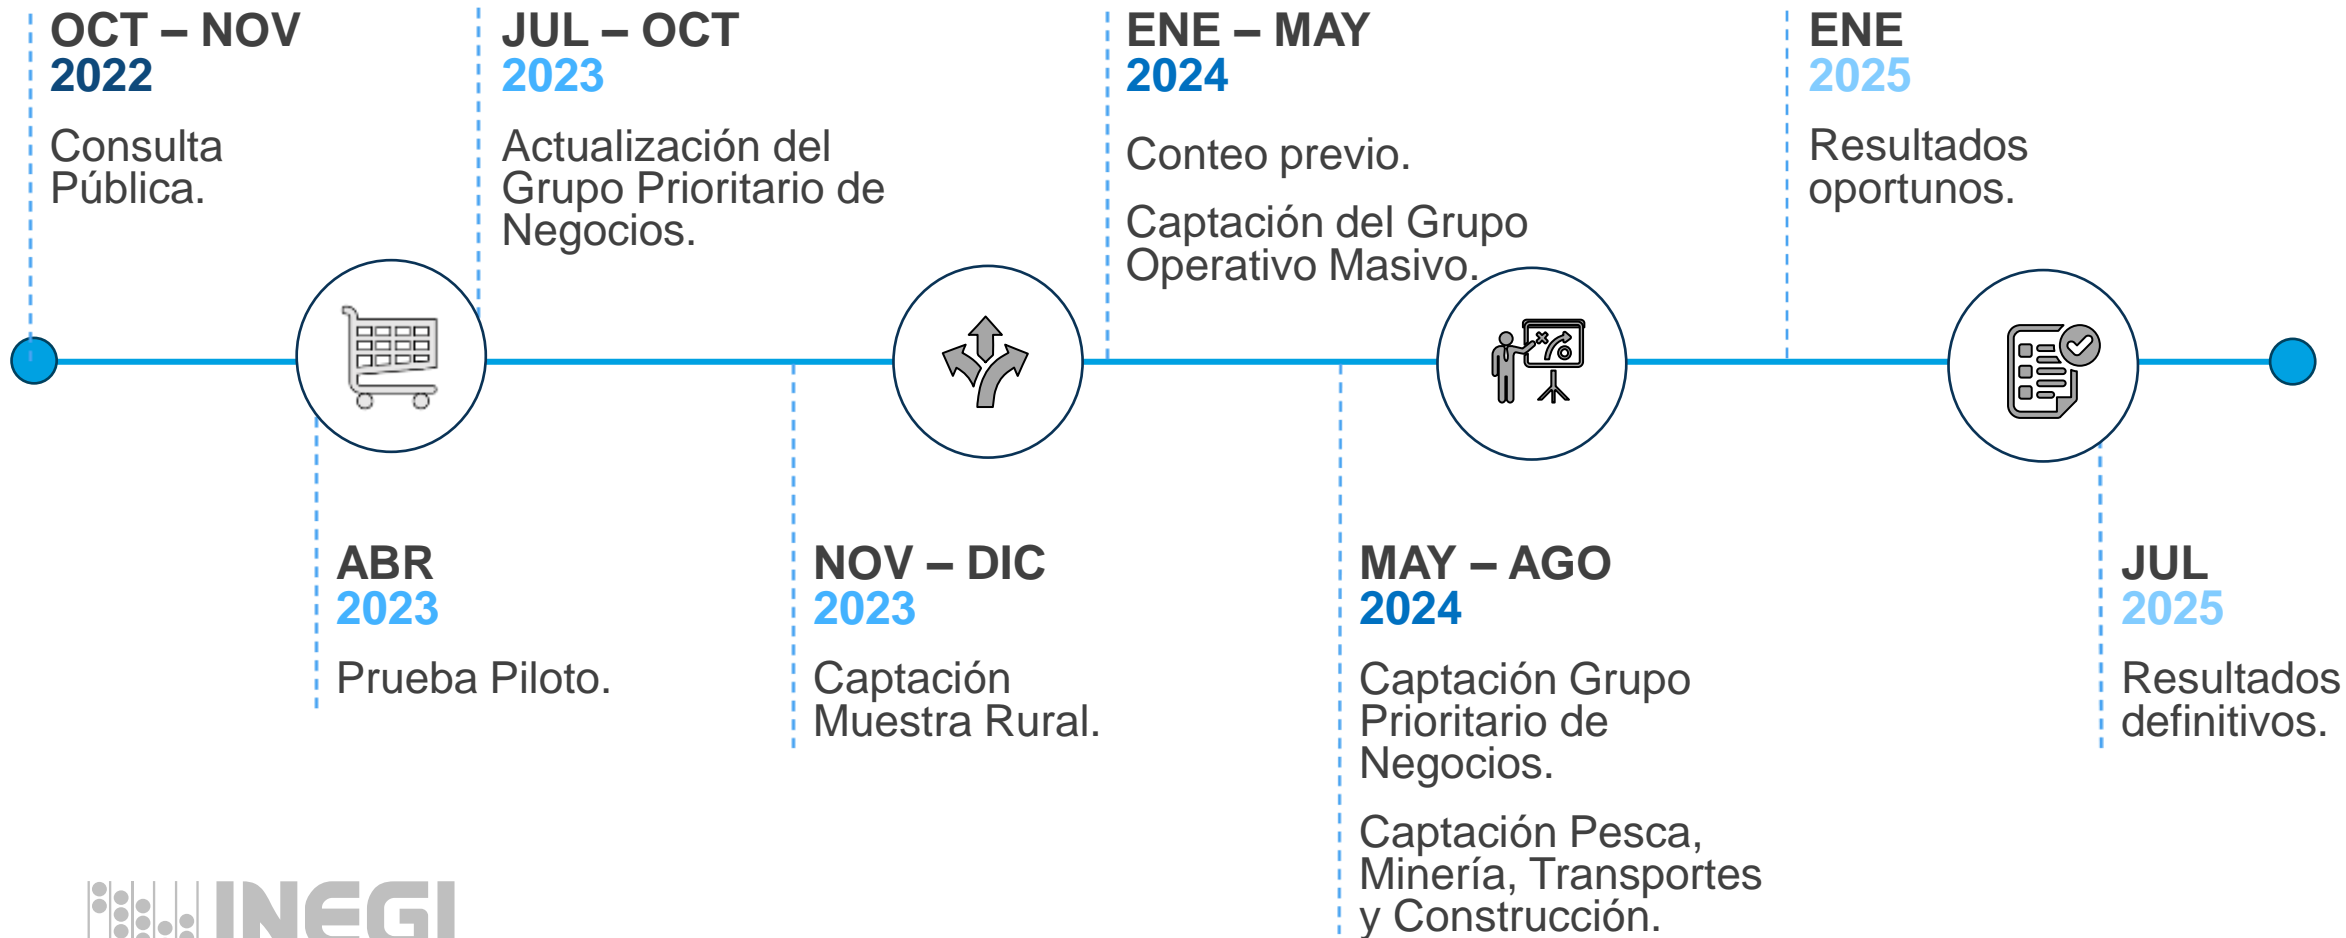 OCT – NOV
2022
Consulta
Pública.
JUL – OCT
2023
Actualización del
Grupo Prioritario de
Negocios.
ENE – MAY
2024
Conteo previo.
Captación del Grupo
Operativo Masivo.
ENE
2025
Resultados
oportunos.
ABR
2023
Prueba Piloto.
NOV – DIC
2023
Captación
Muestra Rural.
MAY – AGO
2024
Captación Grupo
Prioritario de
Negocios.
Captación Pesca,
Minería, Transportes
y Construcción.
JUL
2025
Resultados
definitivos.
INEGI